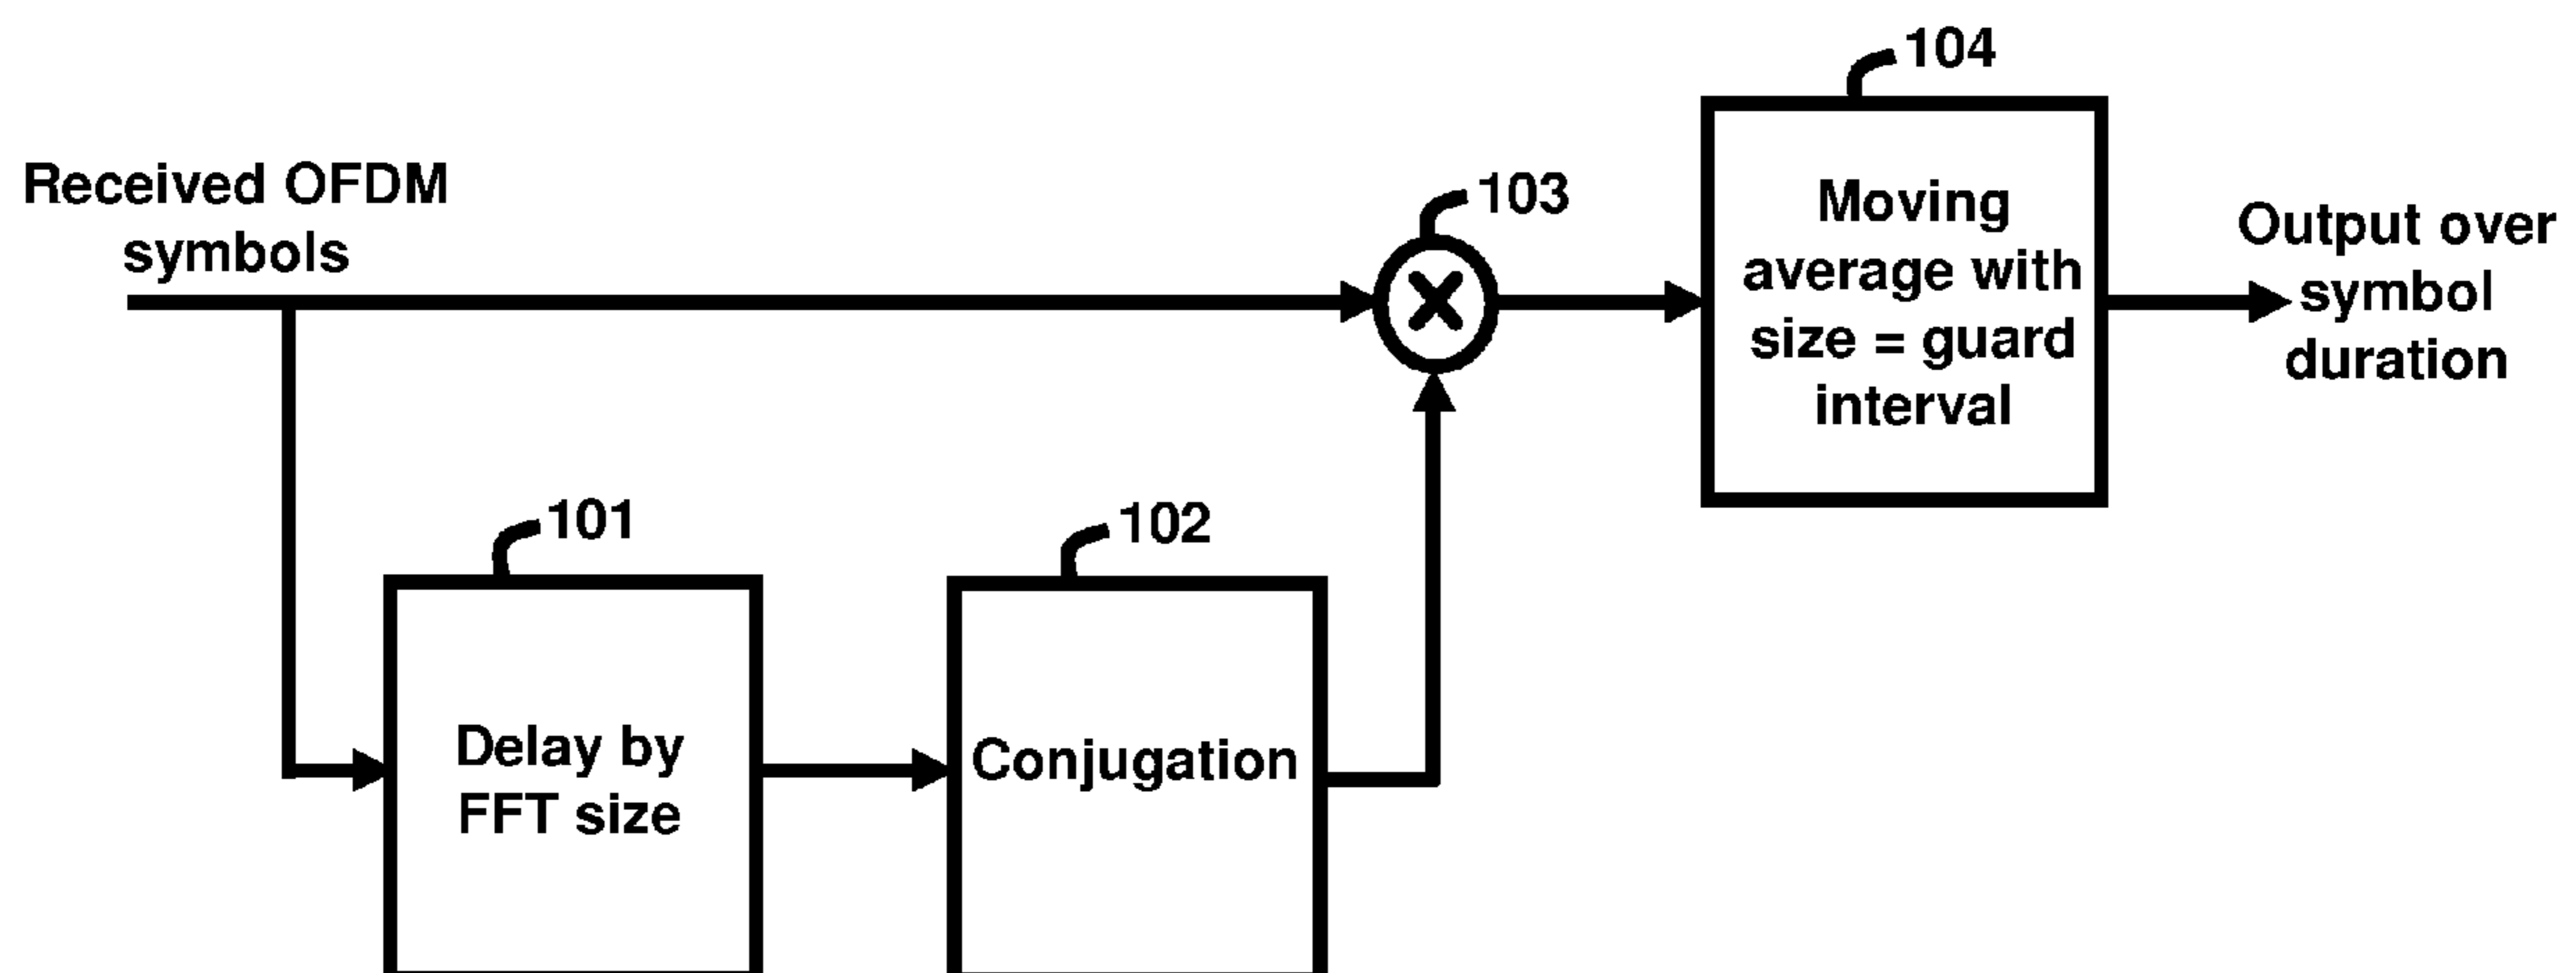 Received OFDM
symbols
101
Delay by
FFT size
102
Conjugation
103
104
Moving
average with
size = guard
interval
Output over
symbol
duration